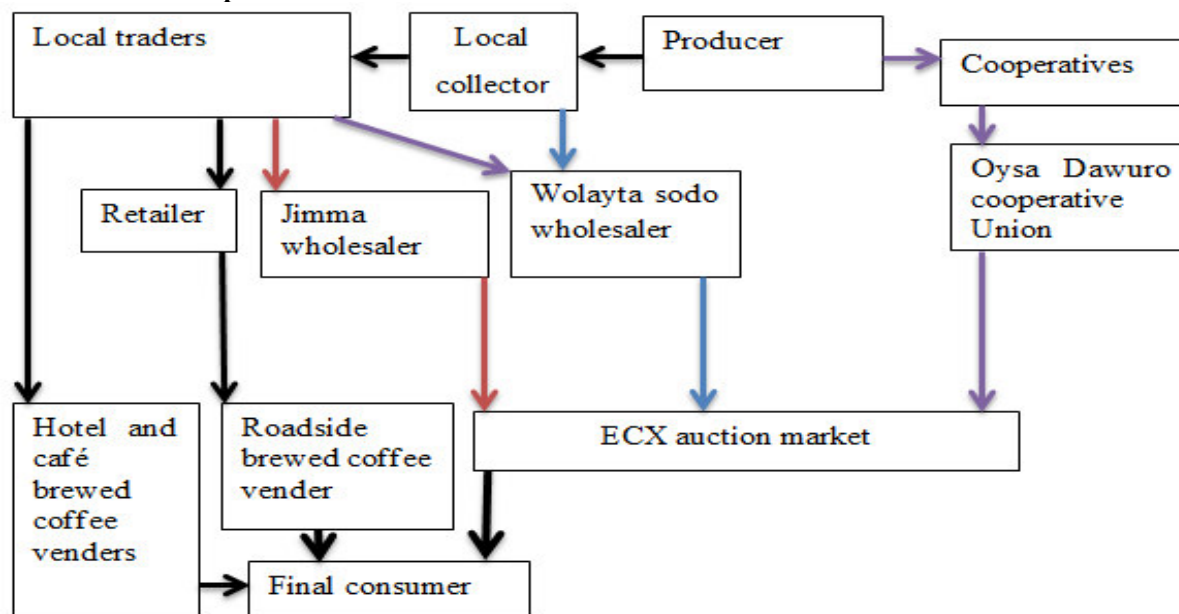 Local traders
Local
collector
Producer
Cooperatives
Retailer
Jimma
wholesaler
Wolayta sodo
wholesaler
Oysa Dawuro
cooperative
Union
Hotel and
café
brewed
coffee
venders
Roadside
brewed coffee
vender
ECX auction market
Final consumer